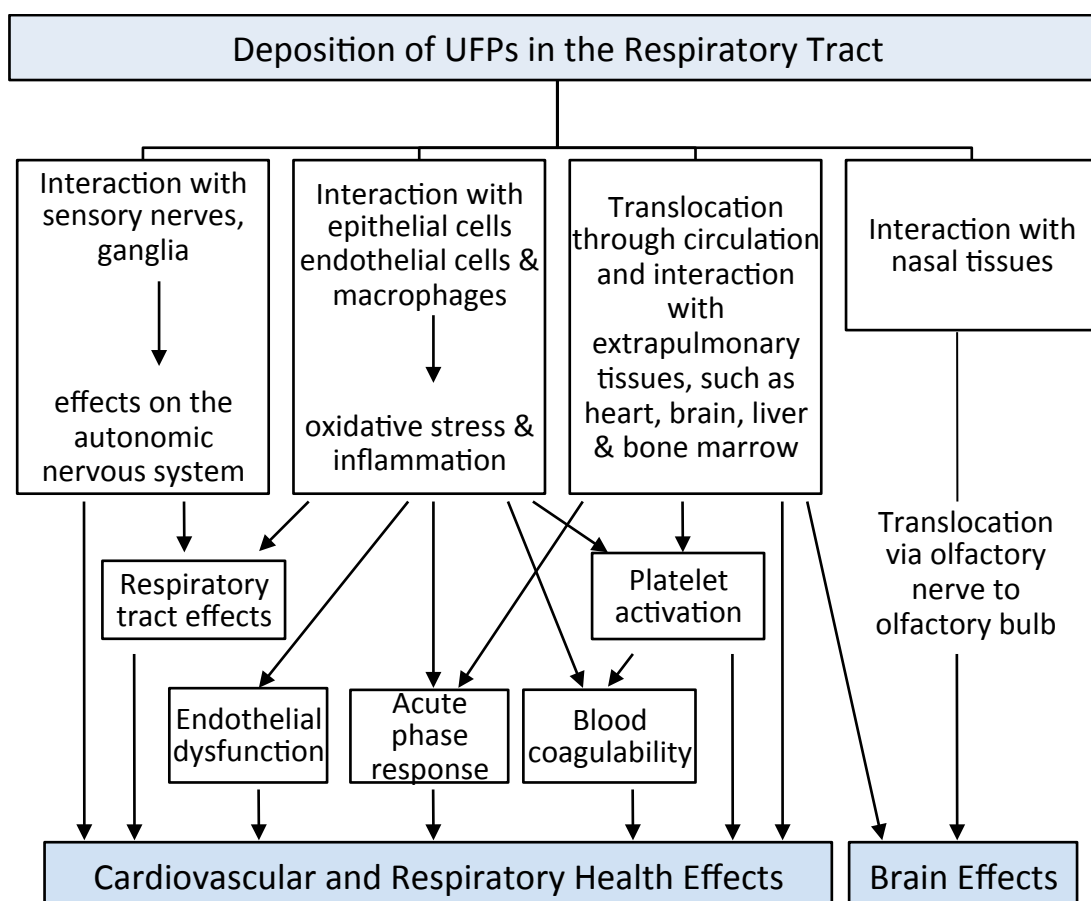 Deposition of UFPs in the Respiratory Tract
Interaction with
sensory nerves,
ganglia
effects on the
autonomic
nervous system
Interaction with
epithelial cells
endothelial cells &
macrophages
oxidative stress &
inflammation
Translocation
through circulation
and interaction
with
extrapulmonary
tissues, such as
heart, brain, liver
& bone marrow
Interaction with
nasal tissues
Translocation
via olfactory
nerve to
olfactory bulb
Respiratory
tract effects
Platelet
activation
Endothelial
dysfunction
Acute
phase
response
Blood
coagulability
Cardiovascular and Respiratory Health Effects
Brain Effects